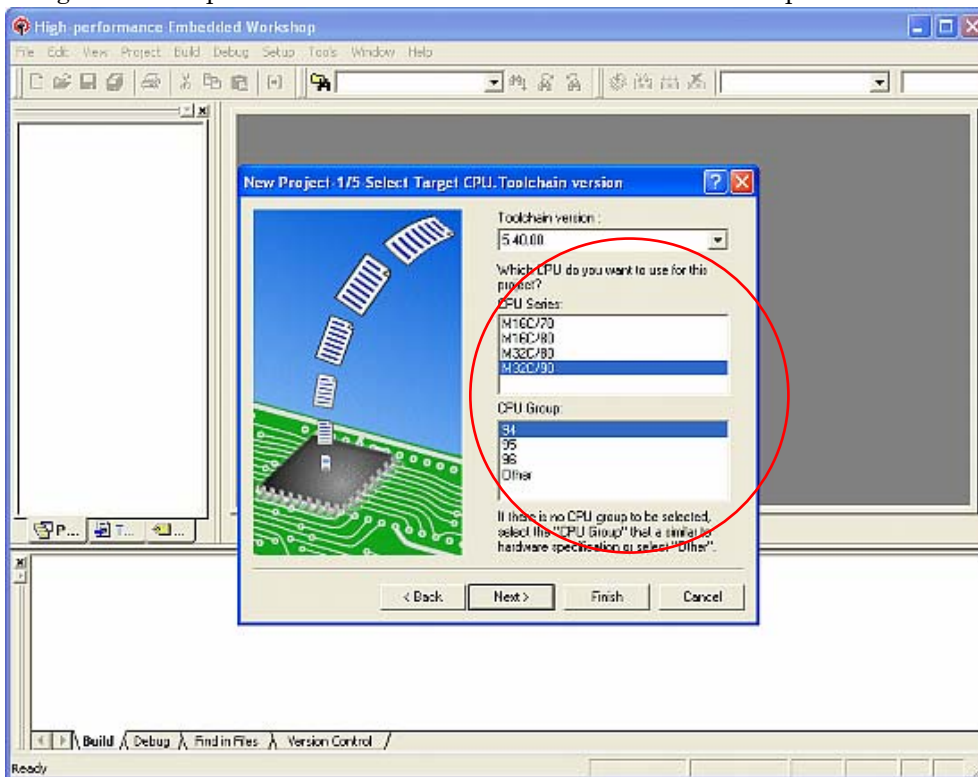 High-performance Embedded Workshop
File Edit View Project Build Debug Setup Tools Window Help
New Project-1/5-Select Target CPU.Toolchain version
Toolchain version :
5.40.00
Which CPU do you want to use for this
project?
CPU Series:
M16C/70
M16C/80
M32C/80
M32C/90
CPU Group:
94
95
96
Other
If there is no CPU group to be selected,
select the "CPU Group" that a similar to
hardware specification or select "Other".
< Back Next > Finish Cancel
P... T... ...
Build Debug Find in Files Version Control
Ready